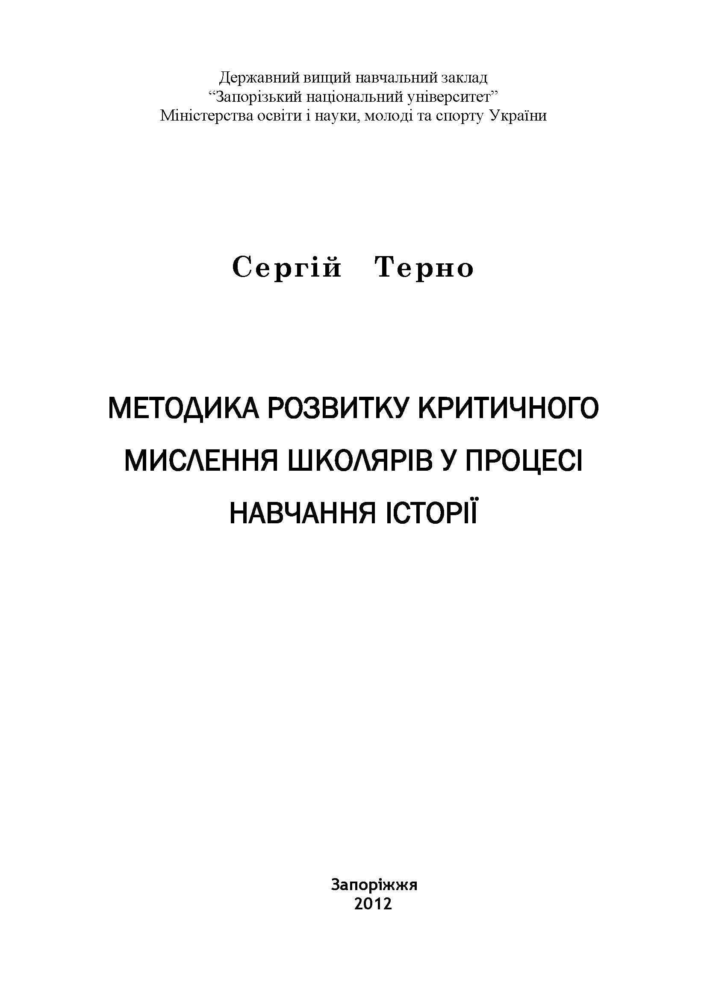 Державний вищий навчальний заклад
“Запорізький національний університет”
Міністерства освіти і науки, молоді та спорту України
Сергій Терно
МЕТОДИКА РОЗВИТКУ КРИТИЧНОГО
МИСЛЕННЯ ШКОЛЯРІВ У ПРОЦЕСІ
НАВЧАННЯ ІСТОРІЇ
Запоріжжя
2012